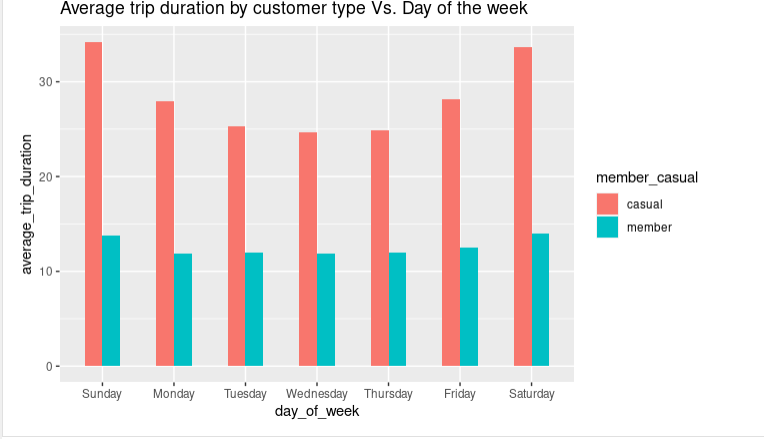 Average trip duration by customer type Vs. Day of the week
average_trip_duration
30
20
10
0
Sunday Monday Tuesday Wednesday Thursday Friday Saturday
day_of_week
member_casual
casual
member